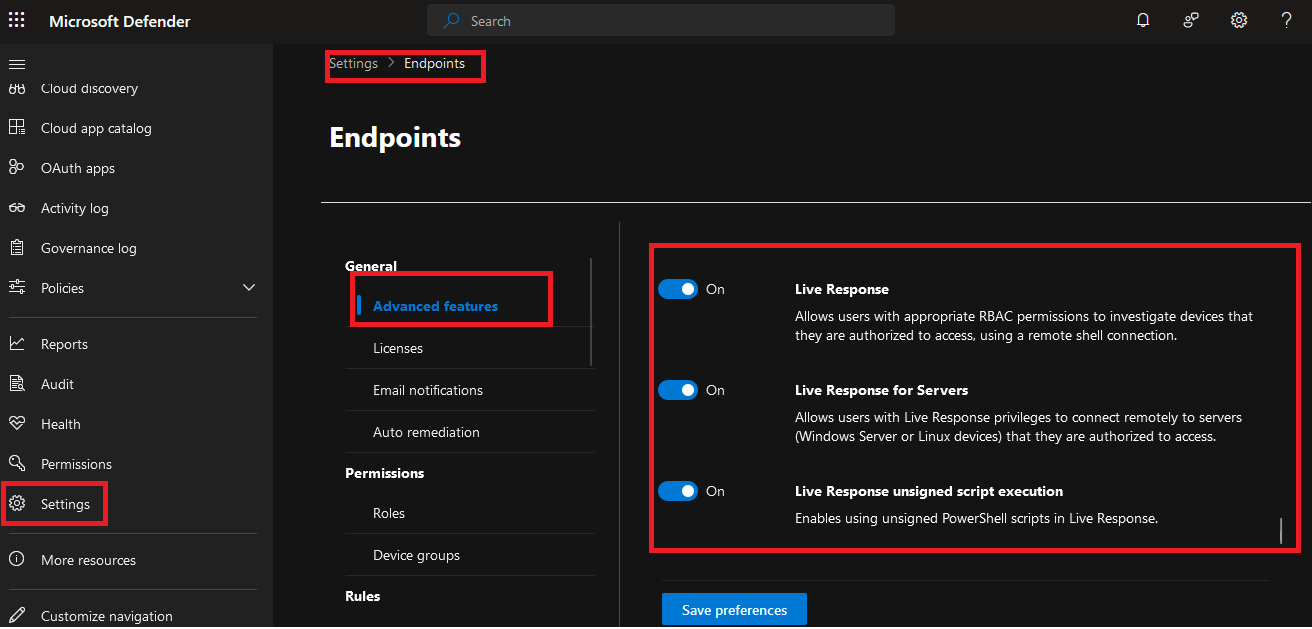 Microsoft Defender
Search
Cloud discovery
Cloud app catalog
OAuth apps
Activity log
Governance log
Policies
Reports
Audit
Health
Permissions
Settings
More resources
Customize navigation
Settings > Endpoints
Endpoints
General
Advanced features
Licenses
Email notifications
Auto remediation
Permissions
Roles
Device groups
Rules
On
Live Response
Allows users with appropriate RBAC permissions to investigate devices that
they are authorized to access, using a remote shell connection.
On
Live Response for Servers
Allows users with Live Response privileges to connect remotely to servers
(Windows Server or Linux devices) that they are authorized to access.
On
Live Response unsigned script execution
Enables using unsigned PowerShell scripts in Live Response.
Save preferences